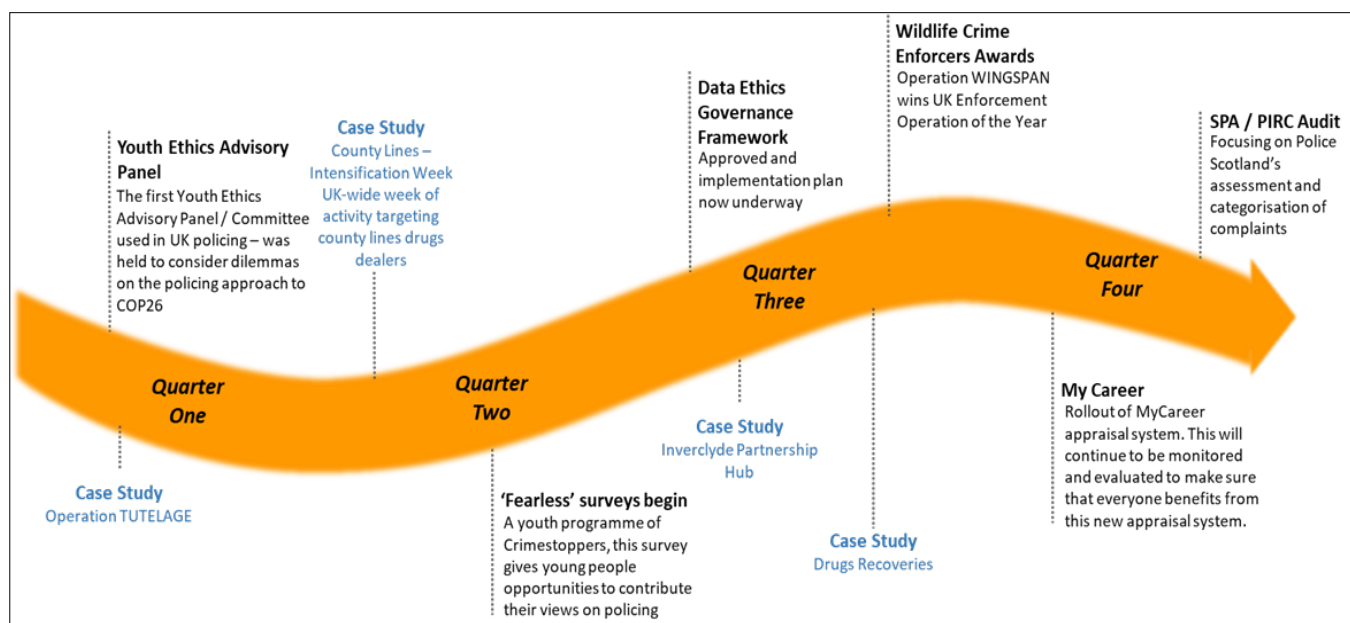 Youth Ethics Advisory
Panel
The first Youth Ethics
Advisory Panel / Committee
used in UK policing – was
held to consider dilemmas
on the policing approach to
COP26
Case Study
County Lines –
Intensification Week
UK-wide week of
activity targeting
county lines drugs
dealers
Data Ethics
Governance
Framework
Approved and
implementation plan
now underway
Wildlife Crime
Enforcers Awards
Operation WINGSPAN
wins UK Enforcement
Operation of the Year
SPA / PIRC Audit
Focusing on Police
Scotland’s
assessment and
categorisation of
complaints
Quarter
One
Quarter
Two
Quarter
Three
Quarter
Four
Case Study
Operation TUTELAGE
‘Fearless’ surveys begin
A youth programme of
Crimestoppers, this survey
gives young people
opportunities to contribute
their views on policing
Case Study
Inverclyde Partnership
Hub
Case Study
Drugs Recoveries
My Career
Rollout of MyCareer
appraisal system. This will
continue to be monitored
and evaluated to make sure
that everyone benefits from
this new appraisal system.